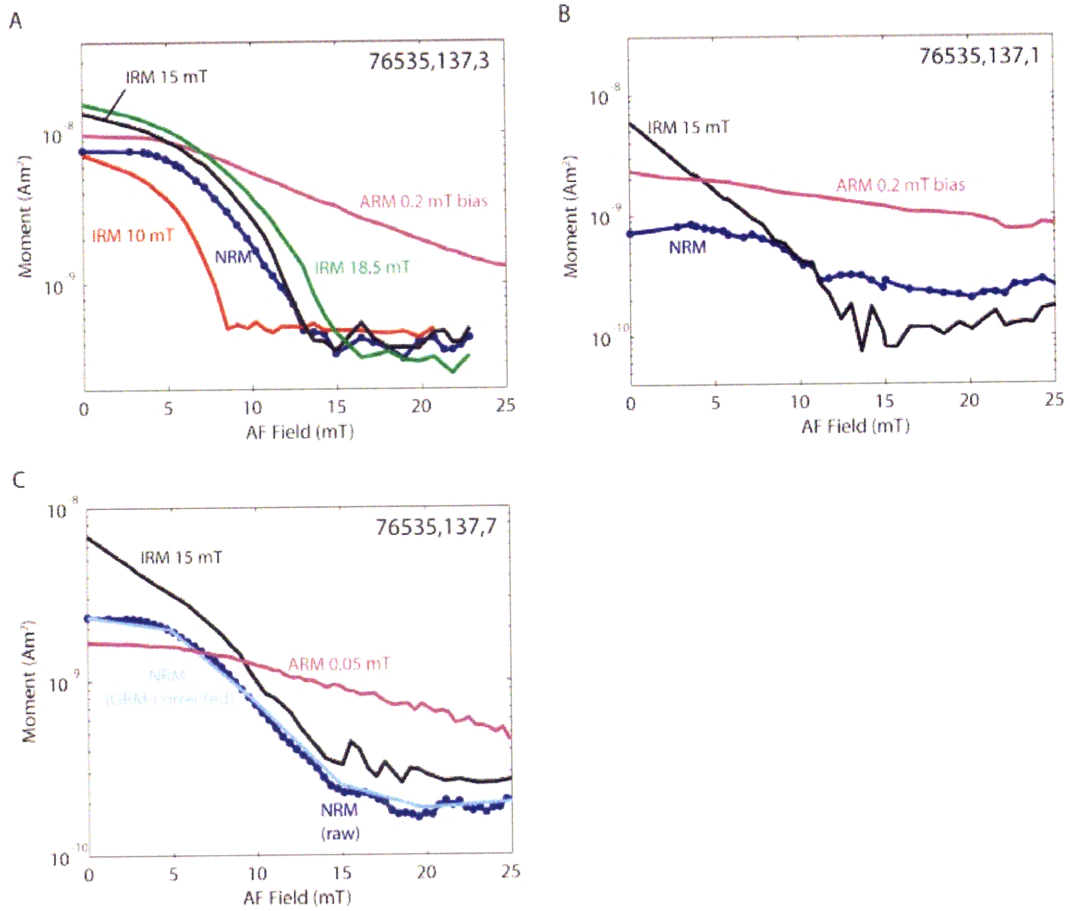 A
76535,137,3
IRM 15 mT
10⁻⁸
ARM 0.2 mT bias
IRM 10 mT
NRM
IRM 18.5 mT
10⁻⁹
Moment (Am²)
0 5 10 15 20 25
AF Field (mT)
B
76535,137,1
10⁻⁸
IRM 15 mT
ARM 0.2 mT bias
10⁻⁹
NRM
10⁻¹⁰
Moment (Am²)
0 5 10 15 20 25
AF Field (mT)
C
10⁻⁸
76535,137,7
IRM 15 mT
ARM 0.05 mT
10⁻⁹
NRM
(GRM-corrected)
NRM
(raw)
10⁻¹⁰
Moment (Am²)
0 5 10 15 20 25
AF Field (mT)